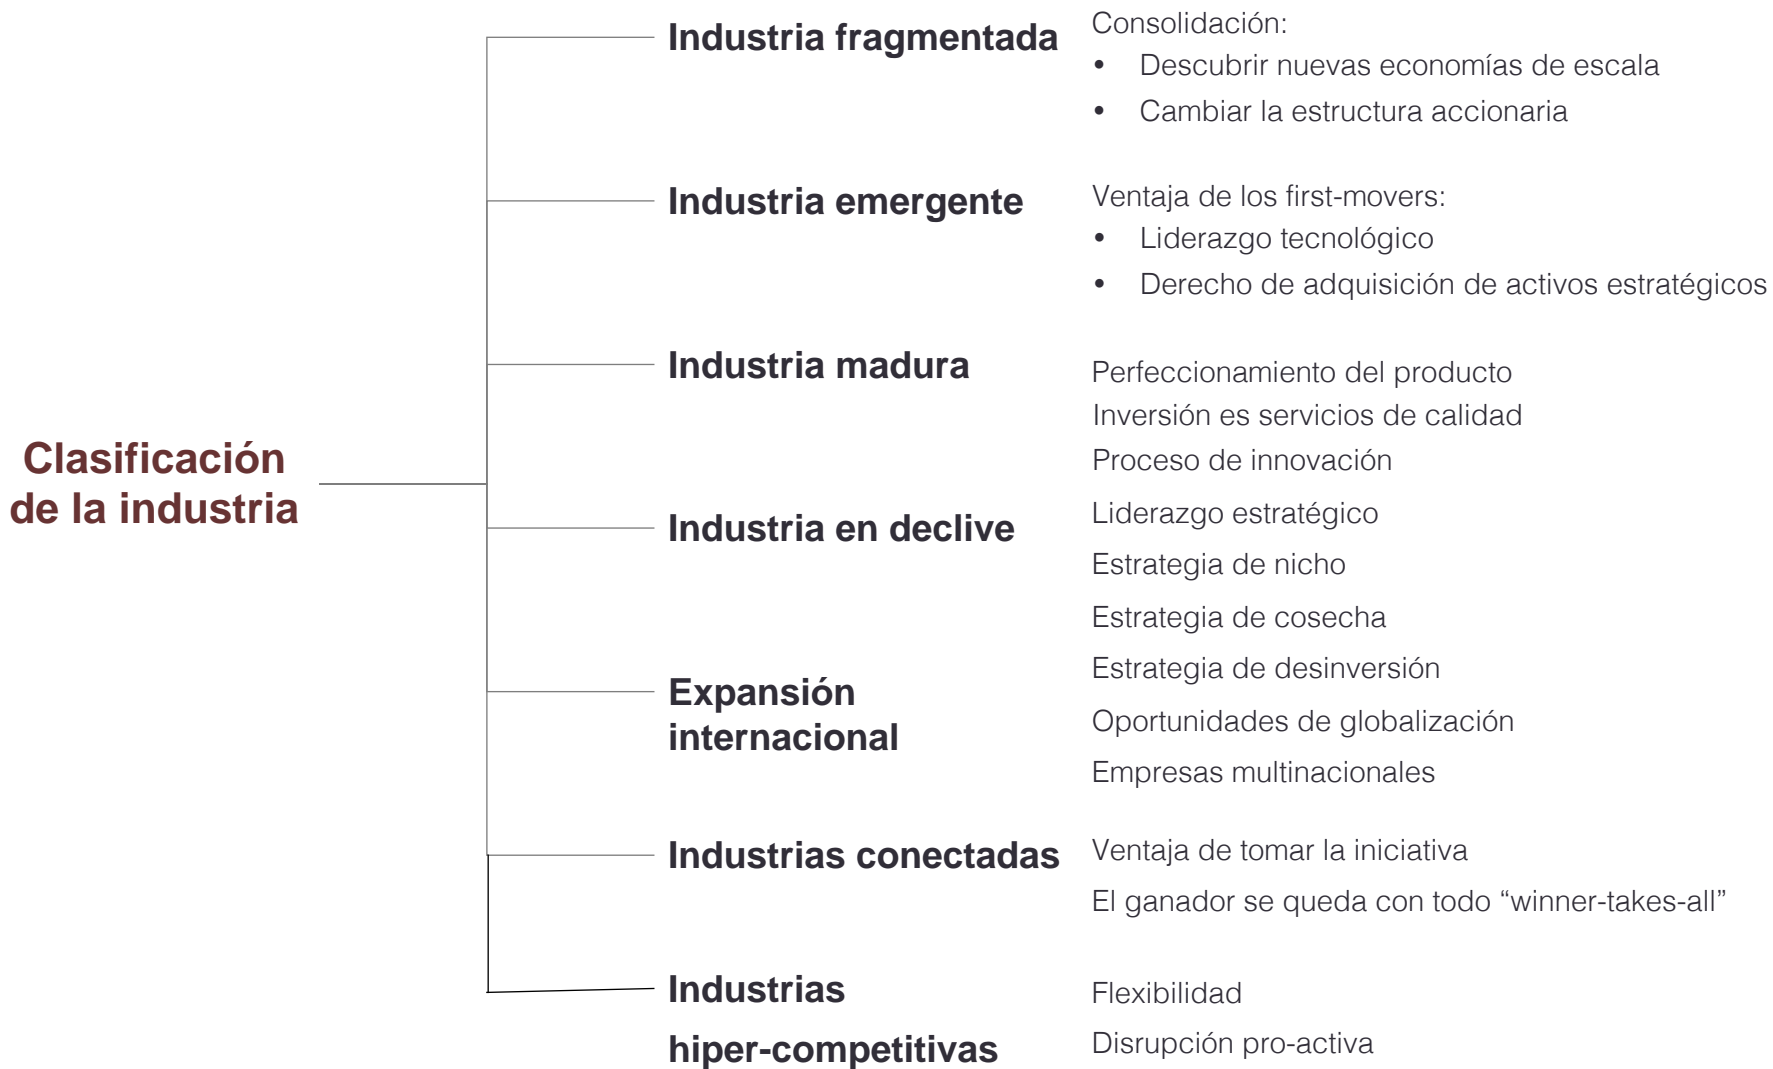 Clasificación
de la industria
Industria fragmentada
Consolidación:
• Descubrir nuevas economías de escala
• Cambiar la estructura accionaria
Industria emergente
Ventaja de los first-movers:
• Liderazgo tecnológico
• Derecho de adquisición de activos estratégicos
Industria madura
Perfeccionamiento del producto
Inversión es servicios de calidad
Proceso de innovación
Industria en declive
Liderazgo estratégico
Estrategia de nicho
Estrategia de cosecha
Estrategia de desinversión
Expansión
internacional
Oportunidades de globalización
Empresas multinacionales
Industrias conectadas
Ventaja de tomar la iniciativa
El ganador se queda con todo “winner-takes-all”
Industrias
hiper-competitivas
Flexibilidad
Disrupción pro-activa